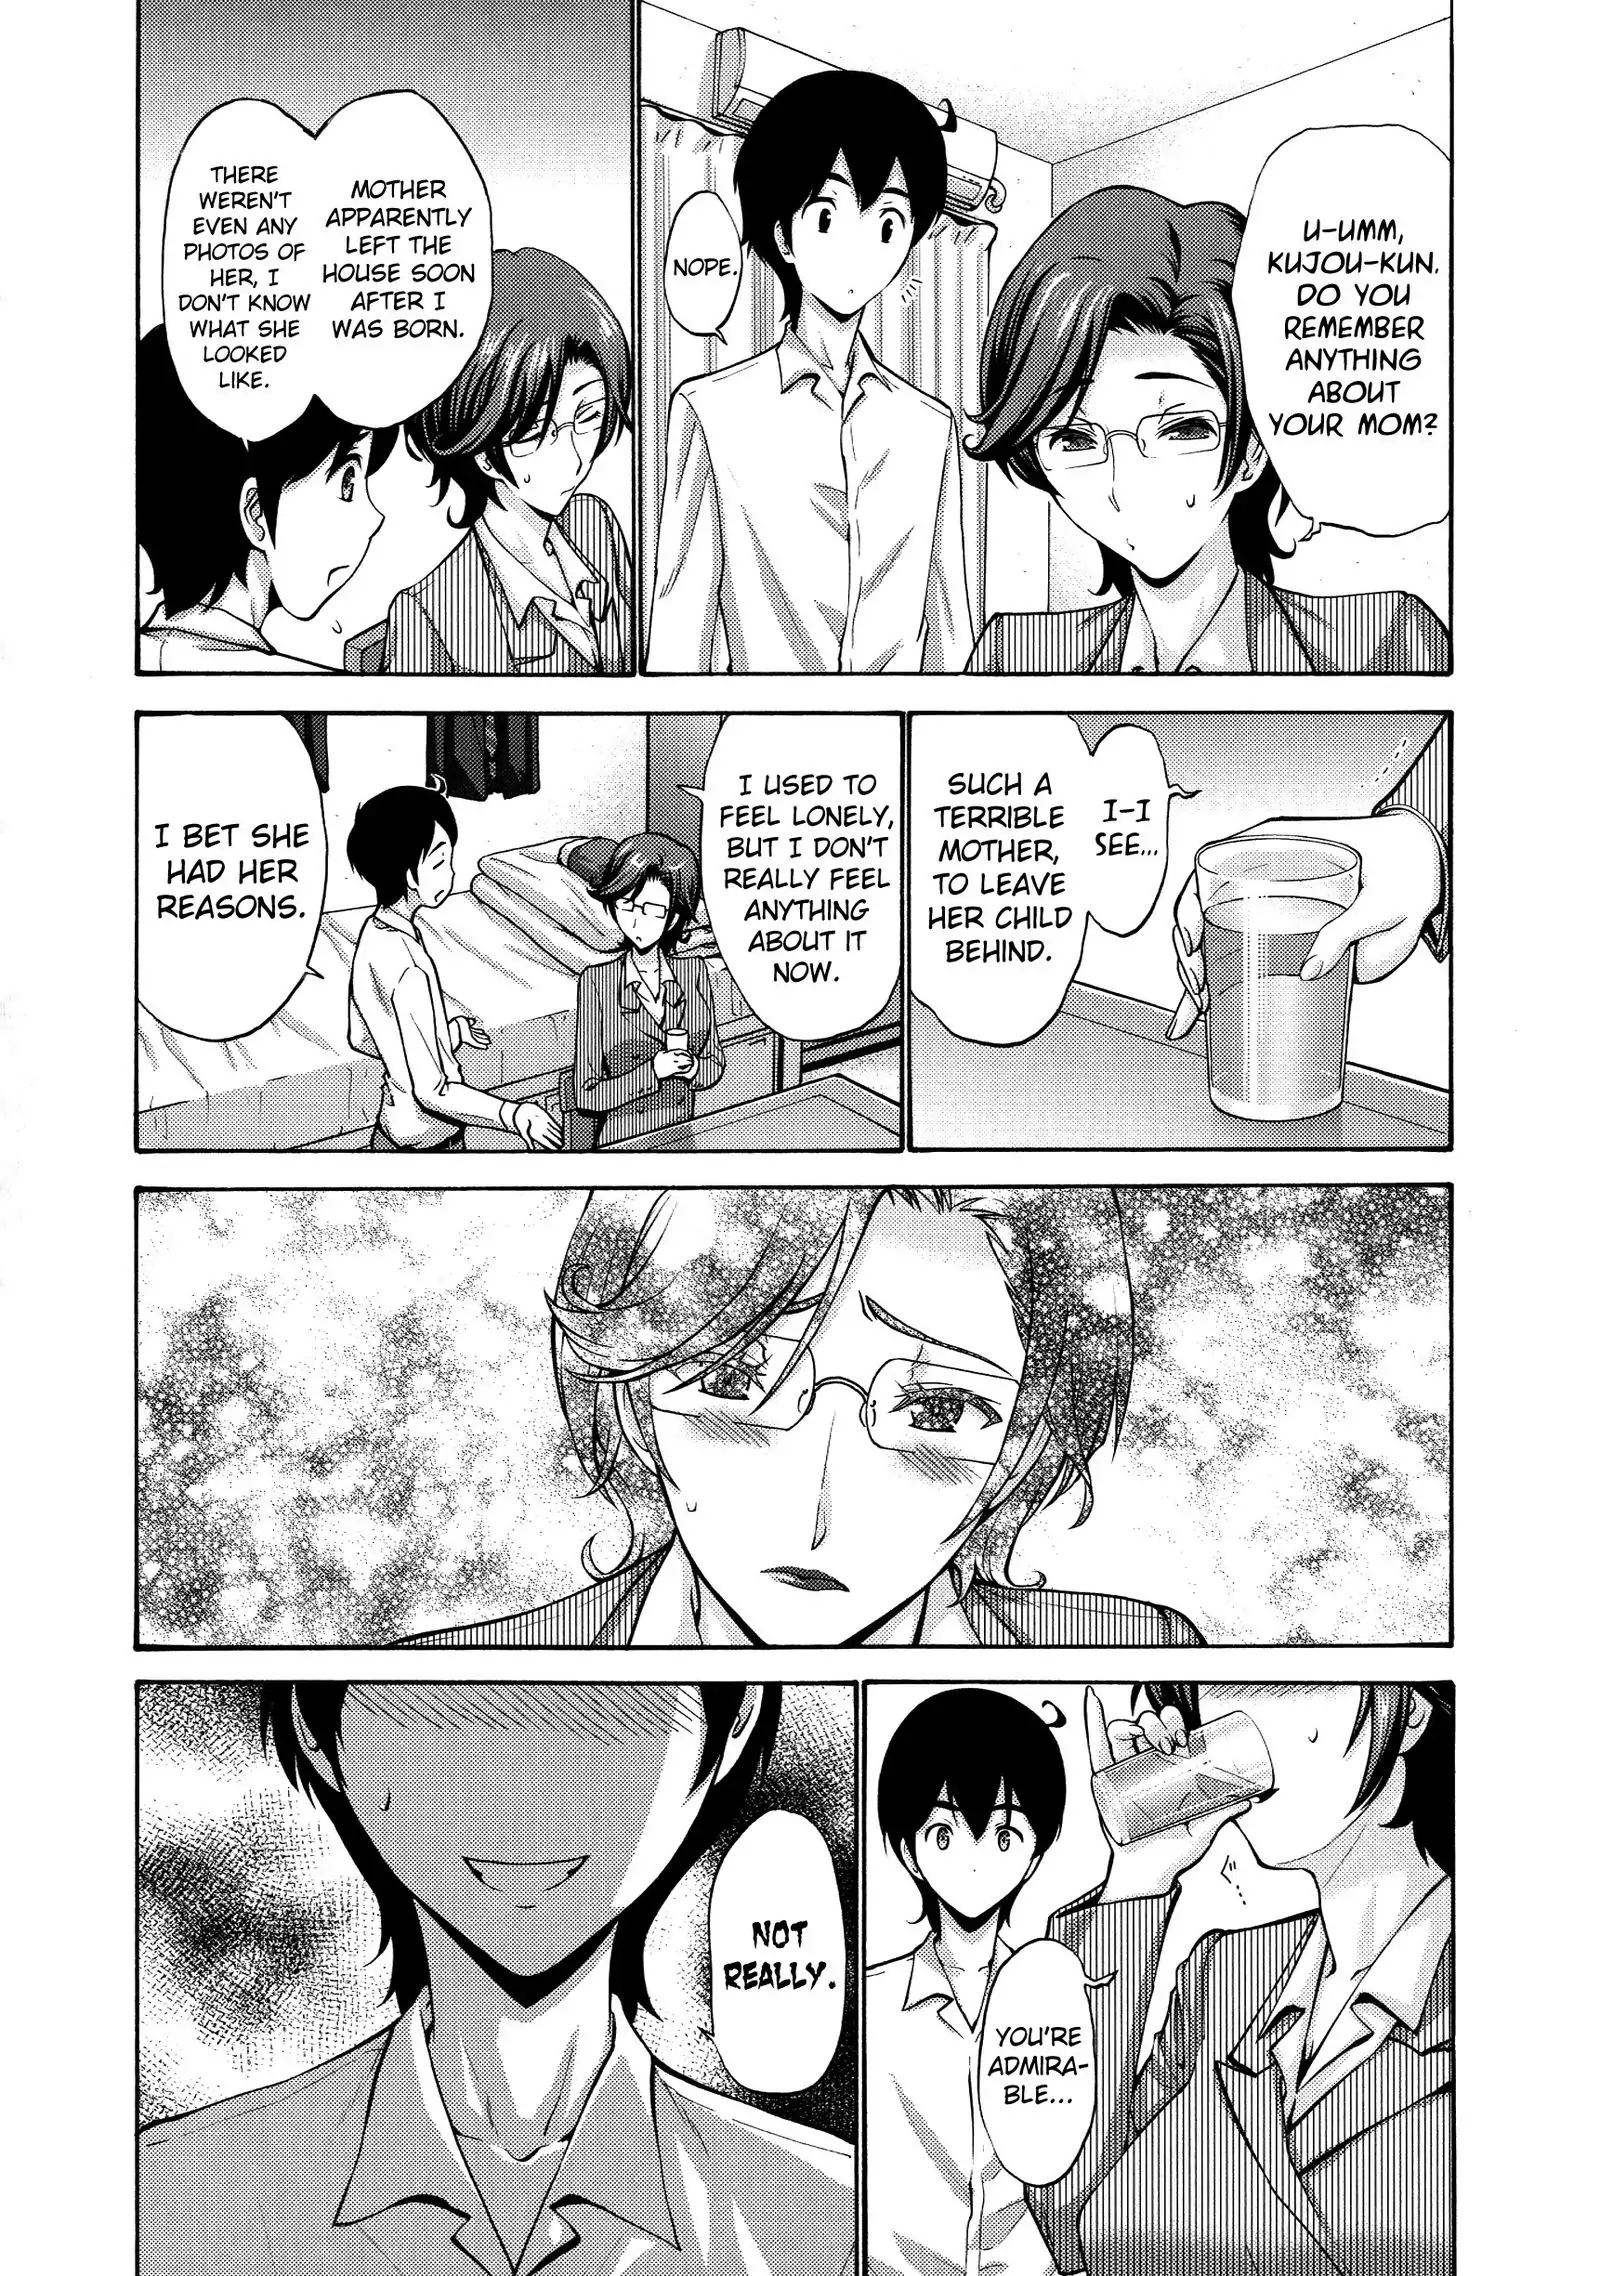 U-UMM,
KUJOU-KUN.
DO YOU
REMEMBER
ANYTHING
ABOUT
YOUR MOM?
NOPE.
MOTHER
APPARENTLY
LEFT THE
HOUSE SOON
AFTER I
WAS BORN.
THERE
WEREN'T
EVEN ANY
PHOTOS OF
HER, I
DON'T KNOW
WHAT SHE
LOOKED
LIKE.
I-I
SEE...
SUCH A
TERRIBLE
MOTHER,
TO LEAVE
HER CHILD
BEHIND.
I USED TO
FEEL LONELY,
BUT I DON'T
REALLY FEEL
ANYTHING
ABOUT IT
NOW.
I BET SHE
HAD HER
REASONS.
YOU'RE
ADMIRA-
BLE...
NOT
REALLY.